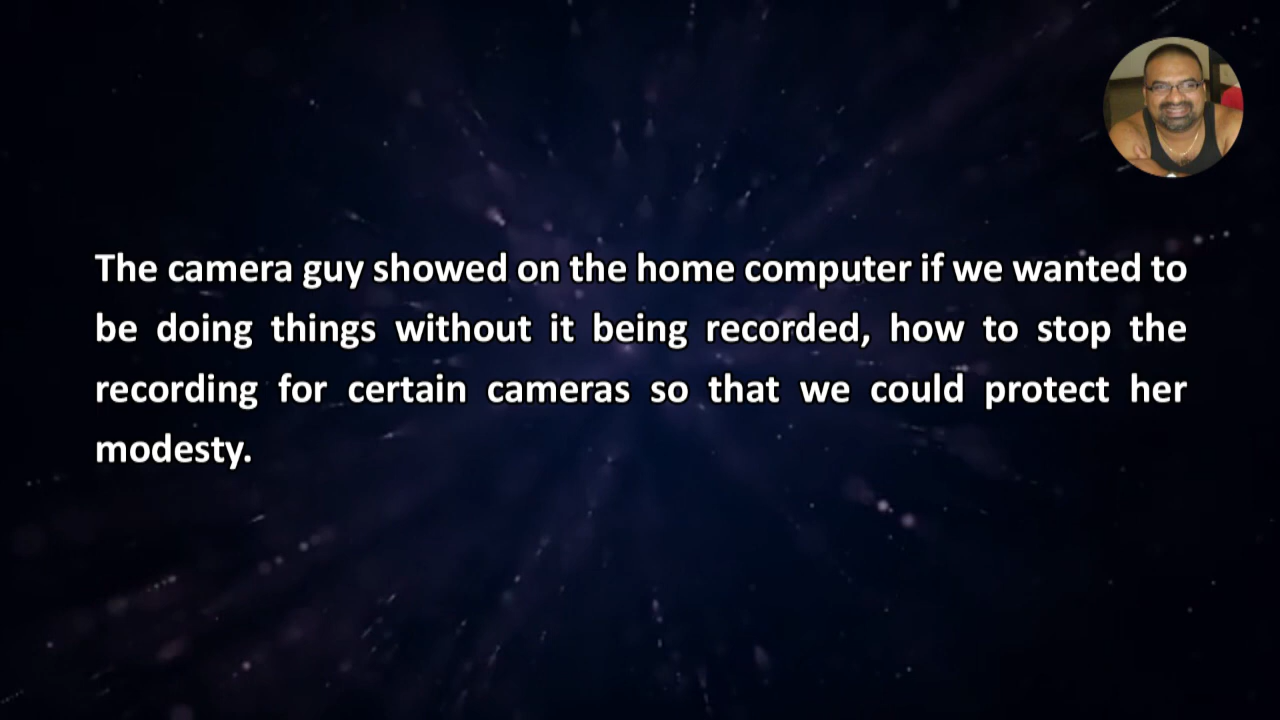 The camera guy showed on the home computer if we wanted to
be doing things without it being recorded, how to stop the
recording for certain cameras so that we could protect her
modesty.